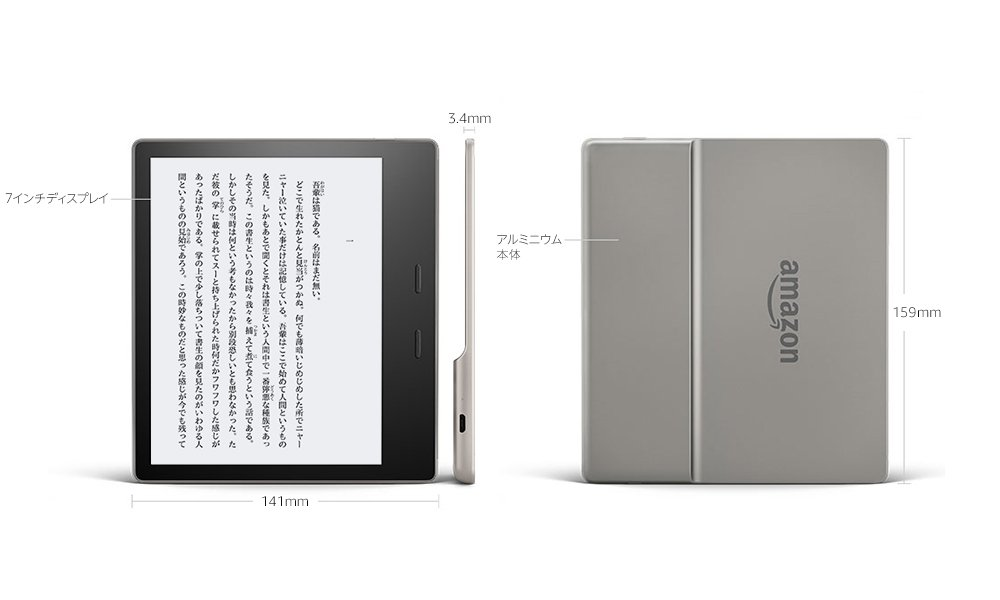 3.4mm
7インチディスプレイ
一
吾輩は猫である。名前はまだ無い。
どこで生れたかとんと見当がつかぬ。何でも薄暗いじめじめした所でニャー
ニャー泣いていた事だけは記憶している。吾輩はここで始めて人間というもの
を見た。しかもあとで聞くとそれは書生という人間中で一番獰悪な種族であっ
たそうだ。この書生というのは時々我々を捕えて煮て食うという話である。
しかしその当時は何という考もなかったから別段恐しいとも思わなかった。た
だ彼の掌に載せられてスーと持ち上げられた時何だかフワフワした感じが
あったばかりである。掌の上で少し落ちついて書生の顔を見たのがいわゆる人
間というものの見始であろう。この時妙なものだと思った感じが今でも残って
141mm
アルミニウム
本体
amazon
159mm